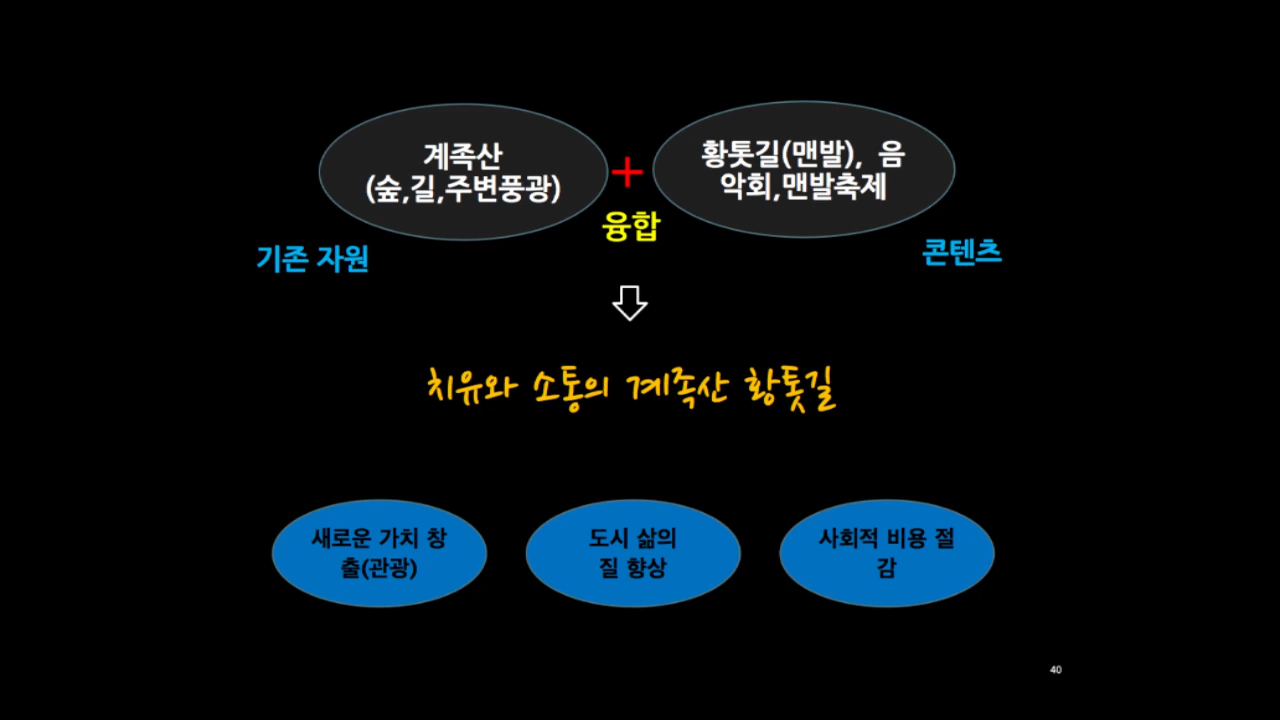 계족산
(숲,길,주변풍광)
+
황톳길(맨발), 음
악회,맨발축제
융합
기존 자원
콘텐츠
치유와 소통의 계족산 황톳길
새로운 가치 창
출(관광)
도시 삶의
질 향상
사회적 비용 절
감
40